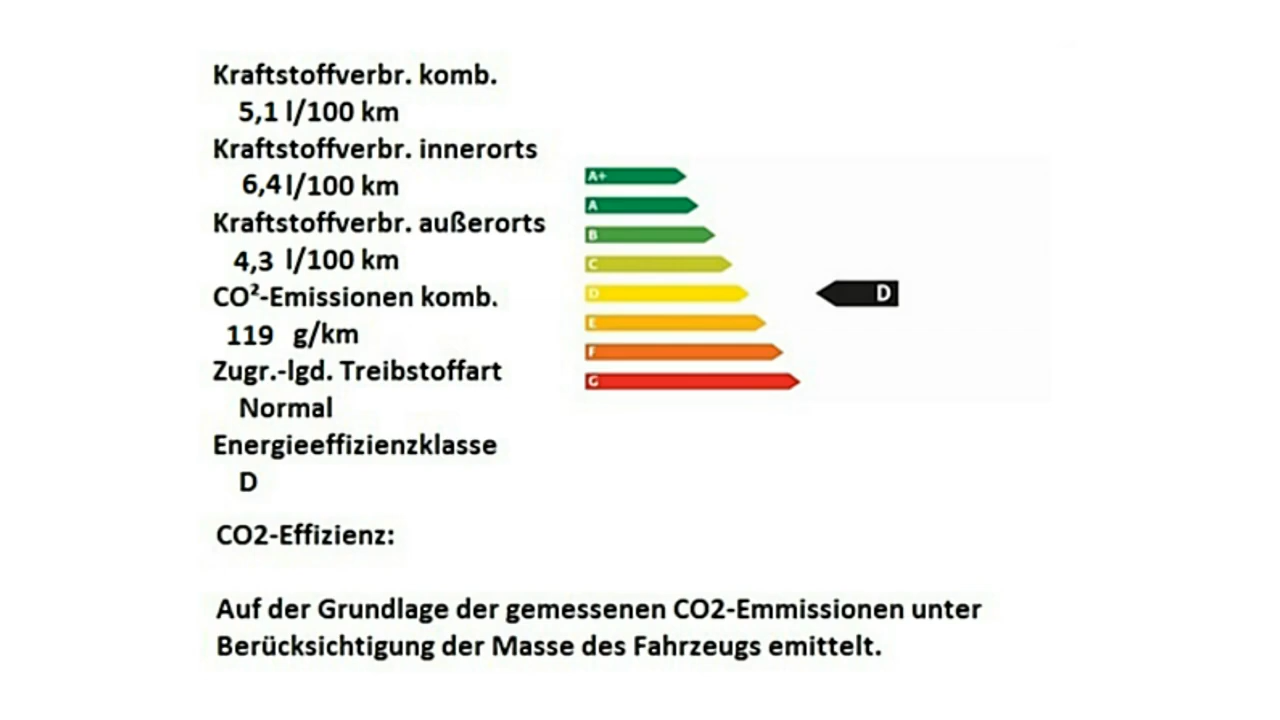 Kraftstoffverbr. komb.
5,1 l/100 km
Kraftstoffverbr. innerorts
6,4 l/100 km
Kraftstoffverbr. außerorts
4,3 l/100 km
CO²-Emissionen komb.
119 g/km
Zugr.-lgd. Treibstoffart
Normal
Energieeffizienzklasse
D
A+
A
B
C
D
D
E
F
G
CO2-Effizienz:
Auf der Grundlage der gemessenen CO2-Emmissionen unter
Berücksichtigung der Masse des Fahrzeugs emittelt.